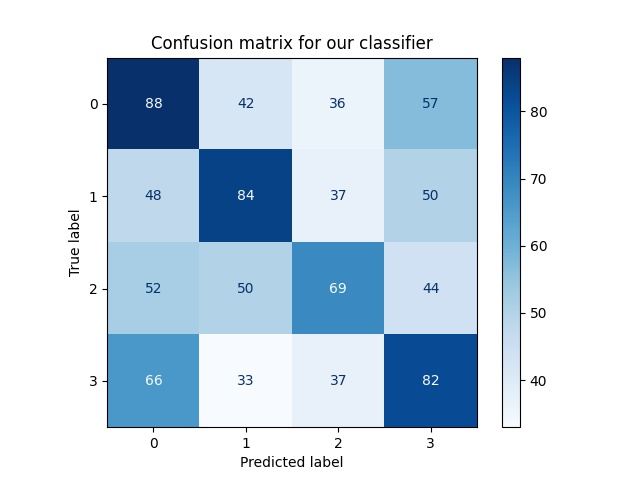 Confusion matrix for our classifier
0 88 42 36 57
1 48 84 37 50
2 52 50 69 44
3 66 33 37 82
0 1 2 3
Predicted label
True label
80
70
60
50
40